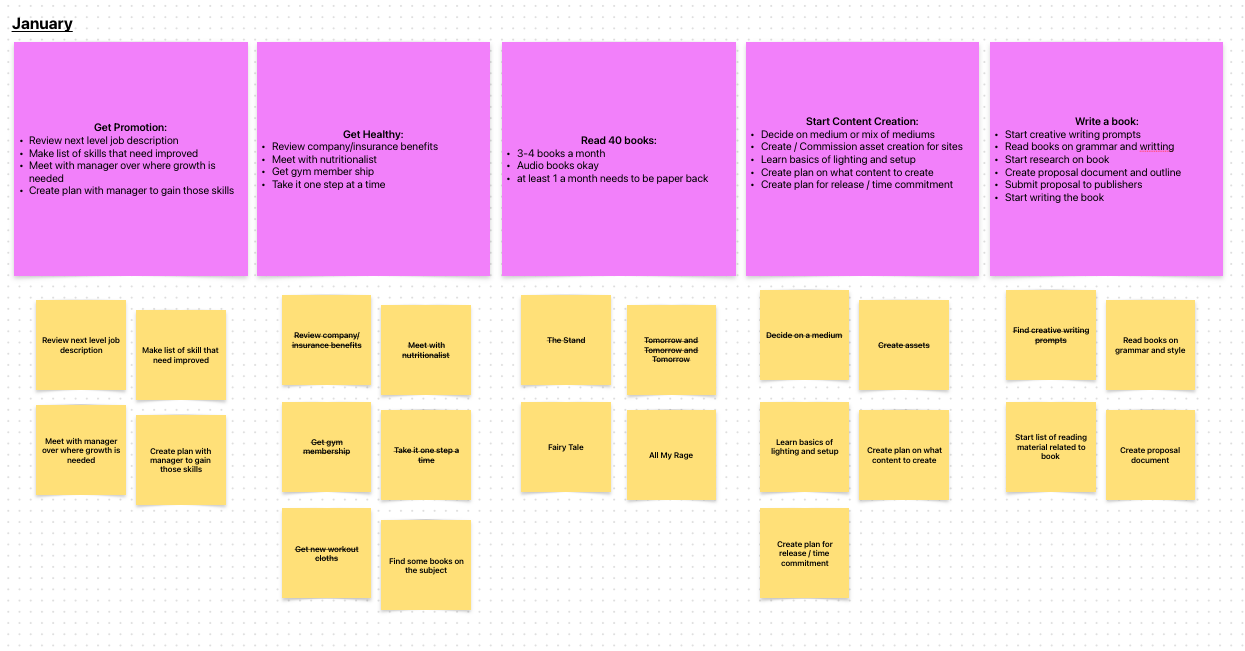 January
Get Promotion:
• Review next level job description
• Make list of skills that need improved
• Meet with manager over where growth is
needed
• Create plan with manager to gain those skills
Get Healthy:
• Review company/insurance benefits
• Meet with nutritionalist
• Get gym member ship
• Take it one step at a time
Read 40 books:
• 3-4 books a month
• Audio books okay
• at least 1 a month needs to be paper back
Start Content Creation:
• Decide on medium or mix of mediums
• Create / Commission asset creation for sites
• Learn basics of lighting and setup
• Create plan on what content to create
• Create plan for release / time commitment
Write a book:
• Start creative writing prompts
• Read books on grammar and writting
• Start research on book
• Create proposal document and outline
• Submit proposal to publishers
• Start writing the book
Review next level job
description
Make list of skill that
need improved
Meet with manager
over where growth is
needed
Create plan with
manager to gain
those skills
Review company/
insurance benefits
Meet with
nutritionalist
Get gym
membership
Take it one step a
time
Get new workout
cloths
Find some books on
the subject
The Stand
Tomorrow and
Tomorrow and
Tomorrow
Fairy Tale
All My Rage
Decide on a medium
Create assets
Learn basics of
lighting and setup
Create plan on what
content to create
Create plan for
release / time
commitment
Find creative writing
prompts
Read books on
grammar and style
Start list of reading
material related to
book
Create proposal
document